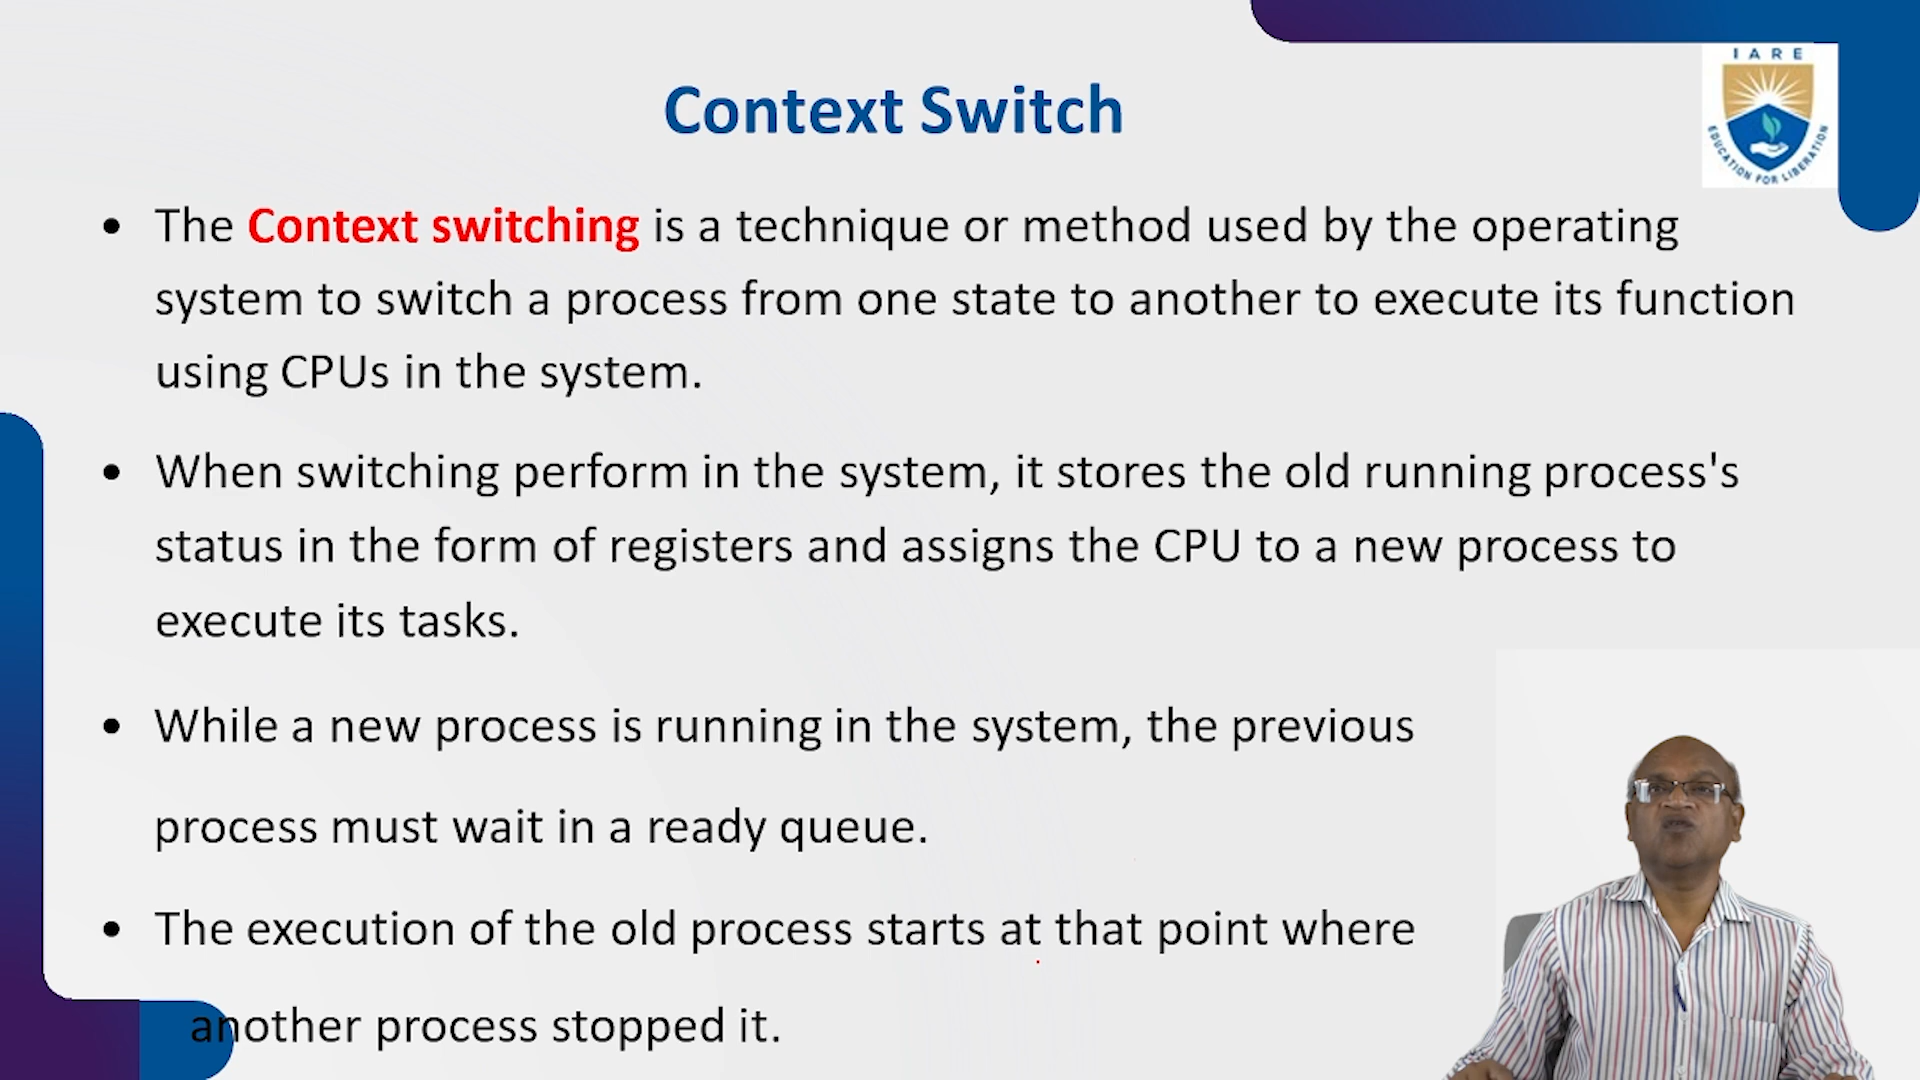 IARE
EDUCATION FOR LIBERATION
Context Switch
• The Context switching is a technique or method used by the operating
system to switch a process from one state to another to execute its function
using CPUs in the system.
• When switching perform in the system, it stores the old running process's
status in the form of registers and assigns the CPU to a new process to
execute its tasks.
• While a new process is running in the system, the previous
process must wait in a ready queue.
• The execution of the old process starts at that point where
another process stopped it.